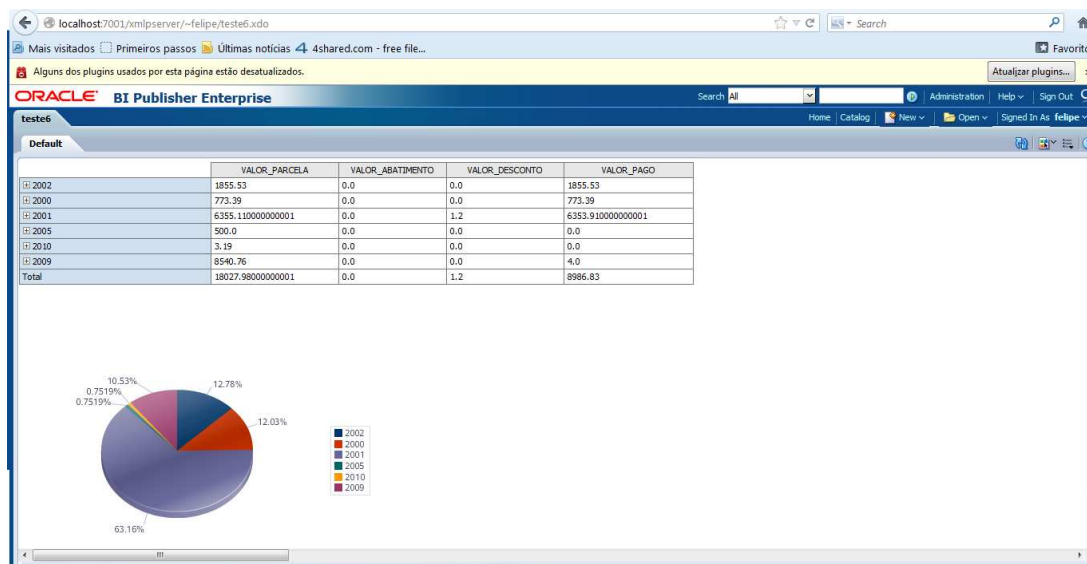 localhost:7001/xmlpserver/~felipe/teste6.xdo Search
Mais visitados Primeiros passos Últimas notícias 4shared.com - free file... Favorito
Alguns dos plugins usados por esta página estão desatualizados. Atualizar plugins...
ORACLE BI Publisher Enterprise Search All Administration Help Sign Out
teste6 Home Catalog New Open Signed In As felipe
Default
VALOR_PARCELA VALOR_ABATIMENTO VALOR_DESCONTO VALOR_PAGO
2002 1855.53 0.0 0.0 1855.53
2000 773.39 0.0 0.0 773.39
2001 6355.110000000001 0.0 1.2 6353.910000000001
2005 500.0 0.0 0.0 0.0
2010 3.19 0.0 0.0 0.0
2009 8540.76 0.0 0.0 4.0
Total 18027.98000000001 0.0 1.2 8986.83
10.53% 12.78%
0.7519%
0.7519%
12.03%
63.16%
2002
2000
2001
2005
2010
2009